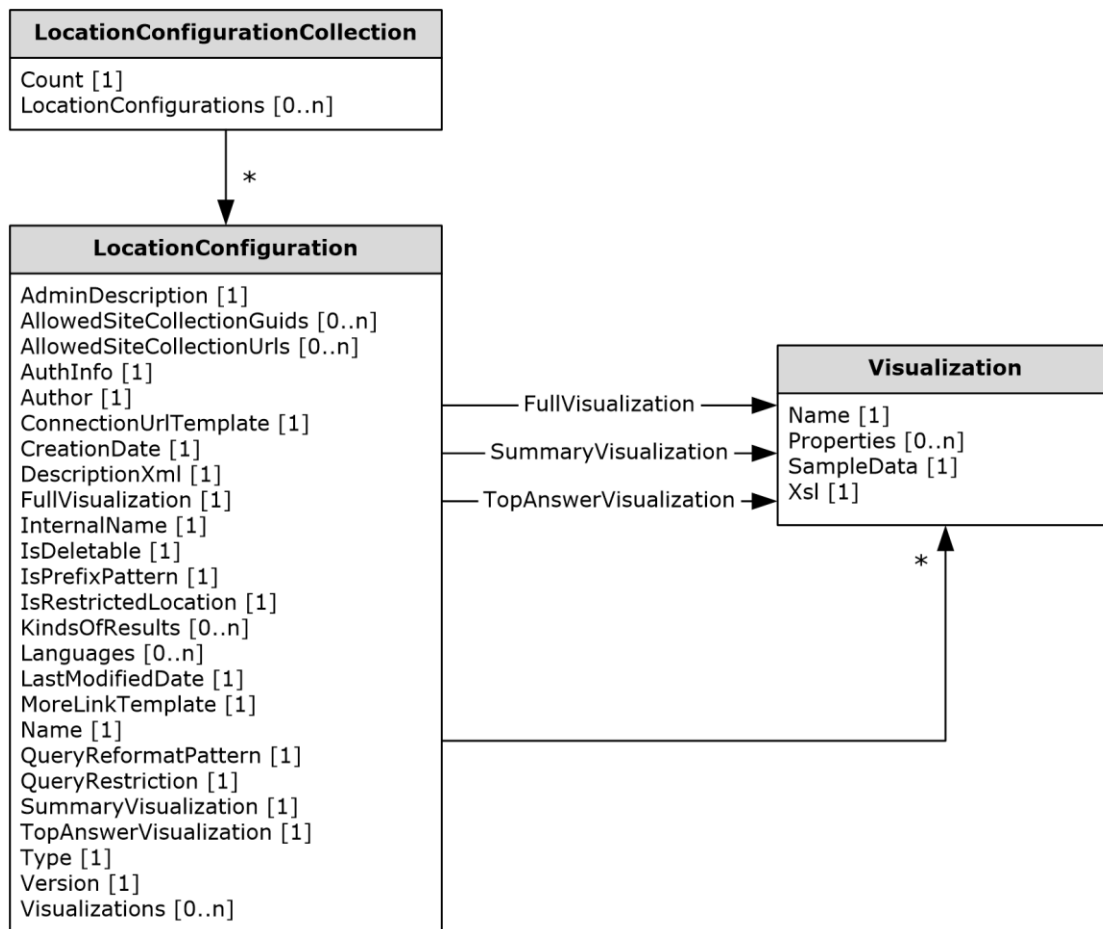 LocationConfigurationCollection
Count [1]
LocationConfigurations [0..n]
*
LocationConfiguration
AdminDescription [1]
AllowedSiteCollectionGuids [0..n]
AllowedSiteCollectionUrls [0..n]
AuthInfo [1]
Author [1]
ConnectionUrlTemplate [1]
CreationDate [1]
DescriptionXml [1]
FullVisualization [1]
InternalName [1]
IsDeletable [1]
IsPrefixPattern [1]
IsRestrictedLocation [1]
KindsOfResults [0..n]
Languages [0..n]
LastModifiedDate [1]
MoreLinkTemplate [1]
Name [1]
QueryReformatPattern [1]
QueryRestriction [1]
SummaryVisualization [1]
TopAnswerVisualization [1]
Type [1]
Version [1]
Visualizations [0..n]
FullVisualization
SummaryVisualization
TopAnswerVisualization
Visualization
Name [1]
Properties [0..n]
SampleData [1]
Xsl [1]
*